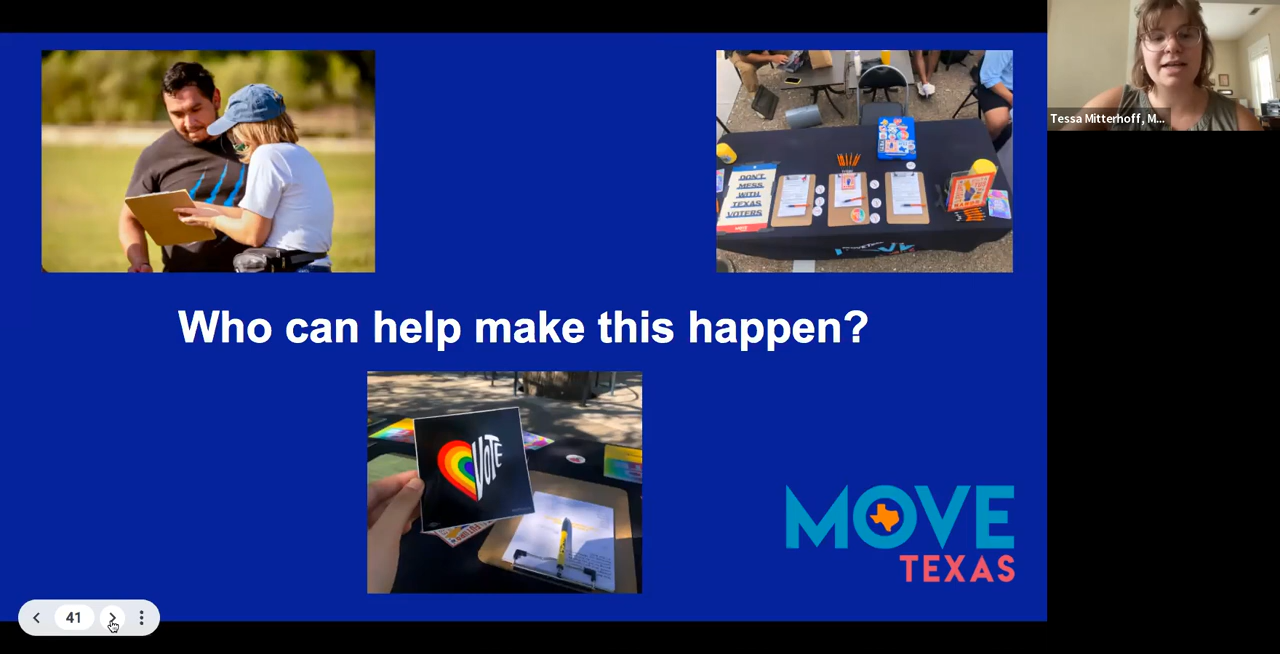 Tessa Mitterhoff, M...
DON'T
MESS
WITH
TEXAS
VOTERS
Who can help make this happen?
VOTE
MOVE
TEXAS
41